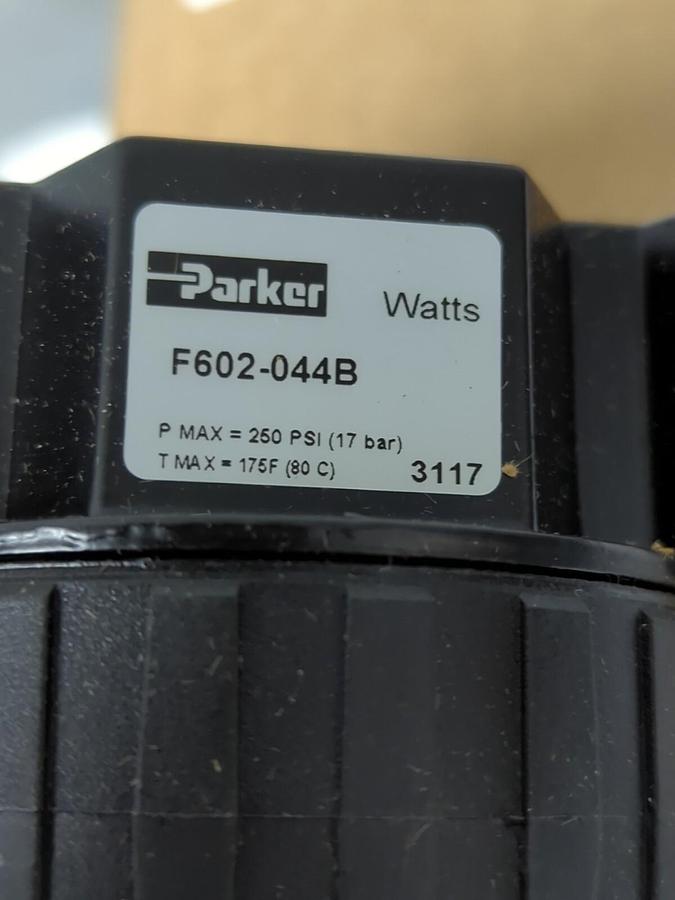 Parker Watts
F602-044B
P MAX = 250 PSI (17 bar)
T MAX = 175F (80 C) 3117